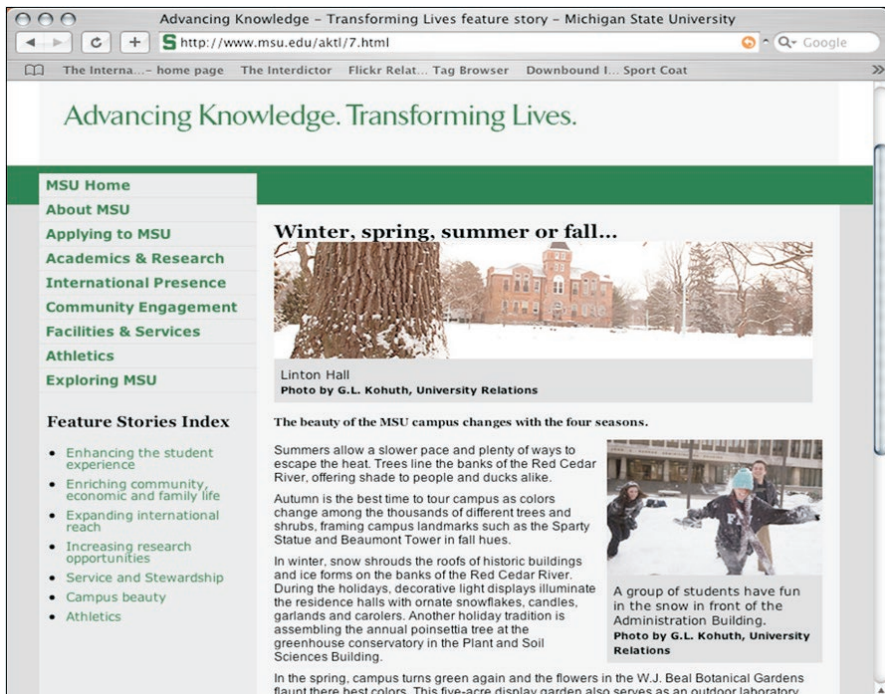 Advancing Knowledge – Transforming Lives feature story – Michigan State University
http://www.msu.edu/aktl/7.html
Google
The Interna...– home page The Interdictor Flickr Relat... Tag Browser Downbound I... Sport Coat
Advancing Knowledge. Transforming Lives.
MSU Home
About MSU
Applying to MSU
Academics & Research
International Presence
Community Engagement
Facilities & Services
Athletics
Exploring MSU
Feature Stories Index
Enhancing the student
experience
Enriching community,
economic and family life
Expanding international
reach
Increasing research
opportunities
Service and Stewardship
Campus beauty
Athletics
Winter, spring, summer or fall...
Linton Hall
Photo by G.L. Kohuth, University Relations
The beauty of the MSU campus changes with the four seasons.
Summers allow a slower pace and plenty of ways to
escape the heat. Trees line the banks of the Red Cedar
River, offering shade to people and ducks alike.
Autumn is the best time to tour campus as colors
change among the thousands of different trees and
shrubs, framing campus landmarks such as the Sparty
Statue and Beaumont Tower in fall hues.
In winter, snow shrouds the roofs of historic buildings
and ice forms on the banks of the Red Cedar River.
During the holidays, decorative light displays illuminate
the residence halls with ornate snowflakes, candles,
garlands and carolers. Another holiday tradition is
assembling the annual poinsettia tree at the
greenhouse conservatory in the Plant and Soil
Sciences Building.
A group of students have fun
in the snow in front of the
Administration Building.
Photo by G.L. Kohuth, University
Relations
In the spring, campus turns green again and the flowers in the W.J. Beal Botanical Gardens
flaunt there best colors. This five-acre display garden also serves as an outdoor laboratory